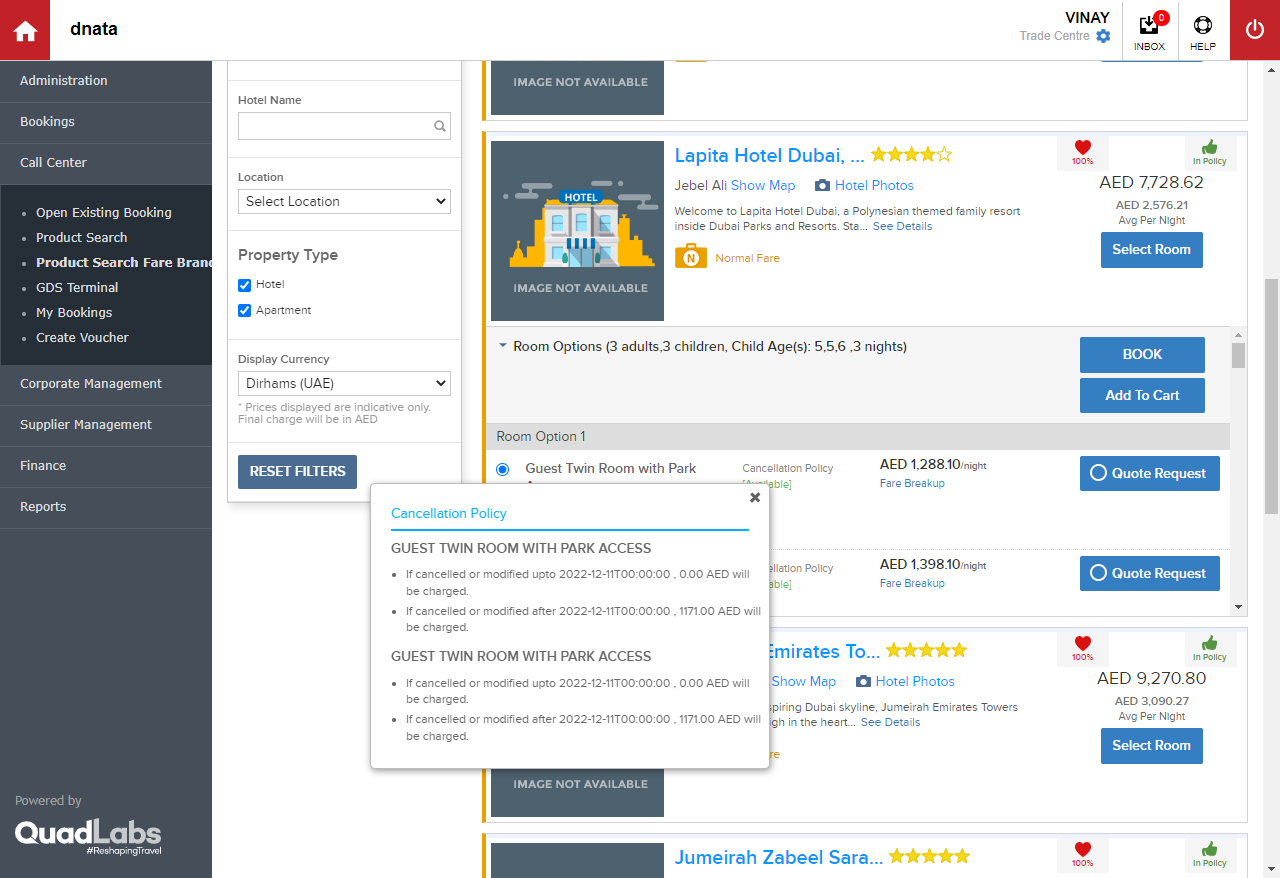 dnata
VINAY
Trade Centre
0
INBOX
HELP
Administration
Bookings
Call Center
Open Existing Booking
Product Search
Product Search Fare Brand
GDS Terminal
My Bookings
Create Voucher
Corporate Management
Supplier Management
Finance
Reports
Powered by
QuadLabs
#ReshapingTravel
Hotel Name
Location
Select Location
Property Type
Hotel
Apartment
Display Currency
Dirhams (UAE)
* Prices displayed are indicative only.
Final charge will be in AED
RESET FILTERS
IMAGE NOT AVAILABLE
HOTEL
IMAGE NOT AVAILABLE
Lapita Hotel Dubai, ...
Jebel Ali Show Map Hotel Photos
Welcome to Lapita Hotel Dubai, a Polynesian themed family resort
inside Dubai Parks and Resorts. Sta... See Details
N Normal Fare
100%
In Policy
AED 7,728.62
AED 2,576.21
Avg Per Night
Select Room
Room Options (3 adults,3 children, Child Age(s): 5,5,6 ,3 nights)
BOOK
Add To Cart
Room Option 1
Guest Twin Room with Park
Cancellation Policy
[Available]
AED 1,288.10/night
Fare Breakup
Quote Request
ellation Policy
able]
AED 1,398.10/night
Fare Breakup
Quote Request
Cancellation Policy
GUEST TWIN ROOM WITH PARK ACCESS
If cancelled or modified upto 2022-12-11T00:00:00 , 0.00 AED will
be charged.
If cancelled or modified after 2022-12-11T00:00:00 , 1171.00 AED will
be charged.
GUEST TWIN ROOM WITH PARK ACCESS
If cancelled or modified upto 2022-12-11T00:00:00 , 0.00 AED will
be charged.
If cancelled or modified after 2022-12-11T00:00:00 , 1171.00 AED will
be charged.
Emirates To...
Show Map Hotel Photos
spiring Dubai skyline, Jumeirah Emirates Towers
igh in the heart... See Details
re
IMAGE NOT AVAILABLE
100%
In Policy
AED 9,270.80
AED 3,090.27
Avg Per Night
Select Room
Jumeirah Zabeel Sara...
100%
In Policy